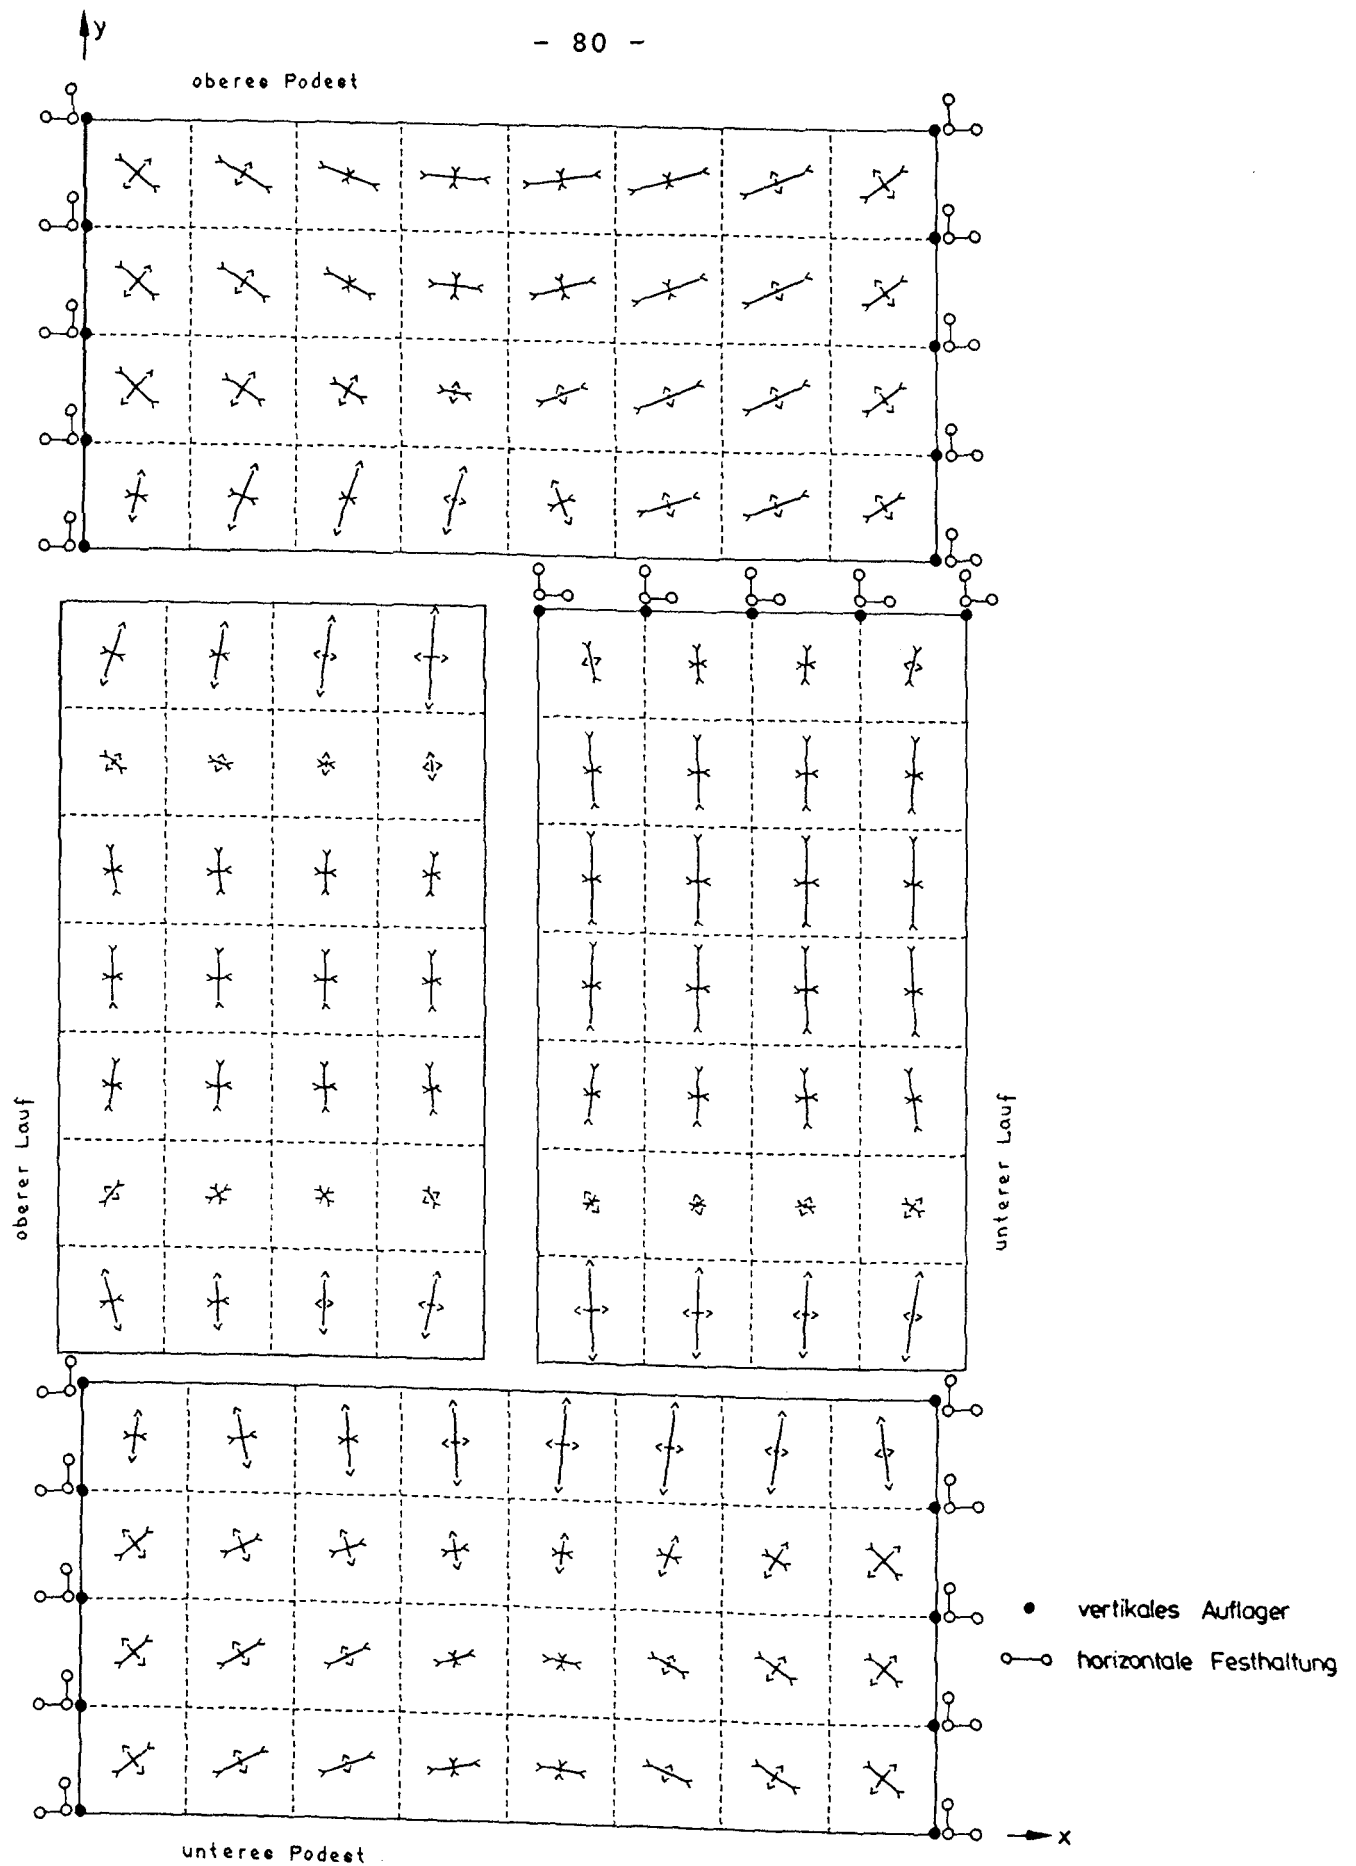 y
- 80 -
oberes Podest
oberer Lauf
unterer Lauf
vertikales Auflager
horizontale Festhaltung
x
unteres Podest